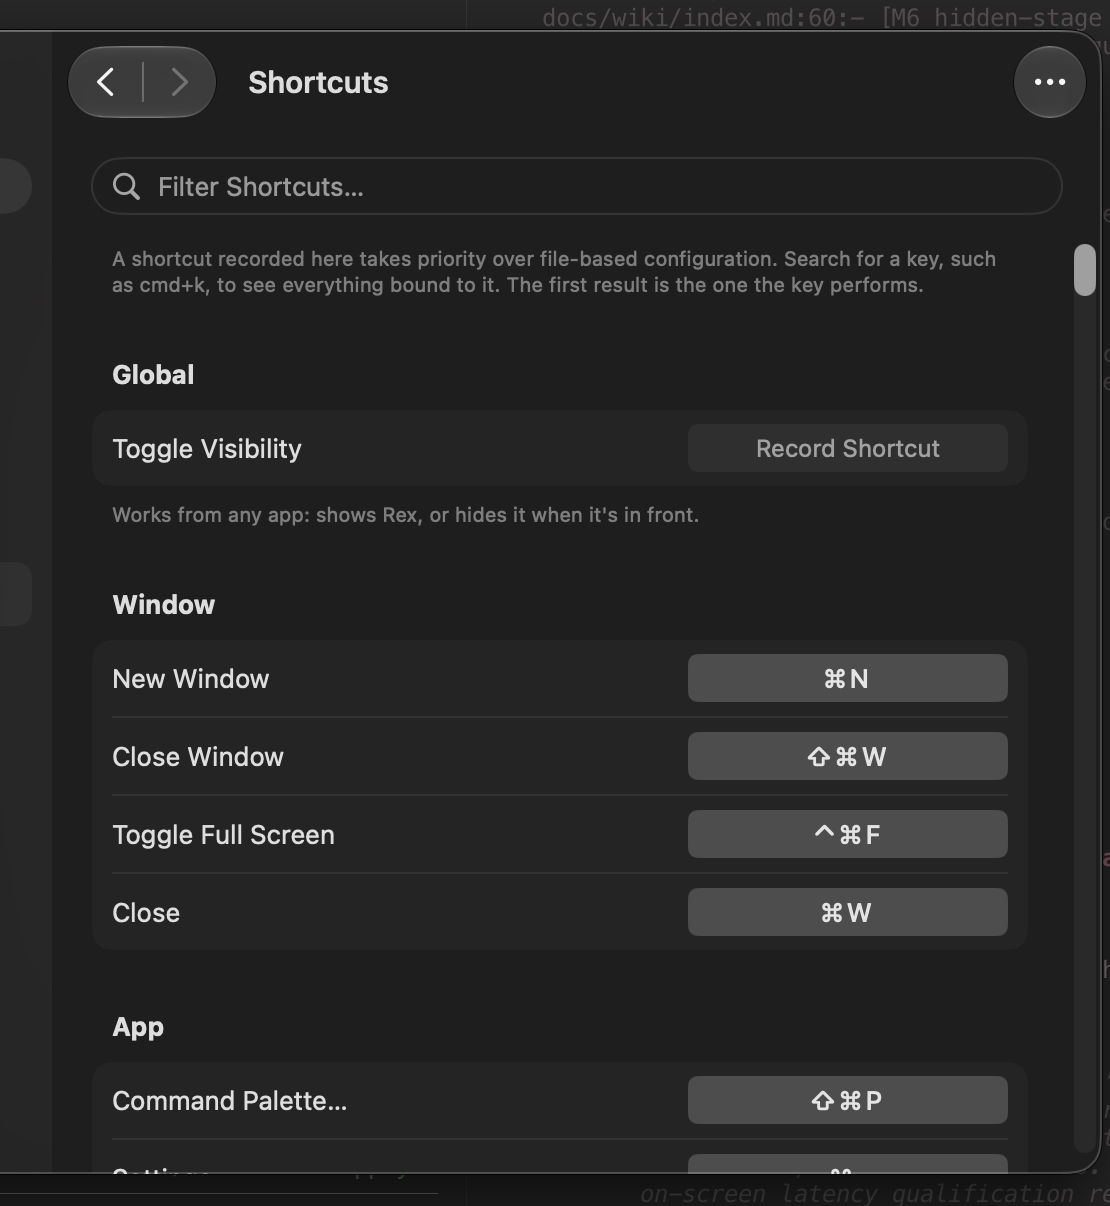 docs/wiki/index.md:60:- [M6 hidden-stage
Shortcuts
Filter Shortcuts...
A shortcut recorded here takes priority over file-based configuration. Search for a key, such
as cmd+k, to see everything bound to it. The first result is the one the key performs.
Global
Toggle Visibility Record Shortcut
Works from any app: shows Rex, or hides it when it's in front.
Window
New Window ⌘N
Close Window ⇧⌘W
Toggle Full Screen ^⌘F
Close ⌘W
App
Command Palette... ⇧⌘P
on-screen latency qualification re